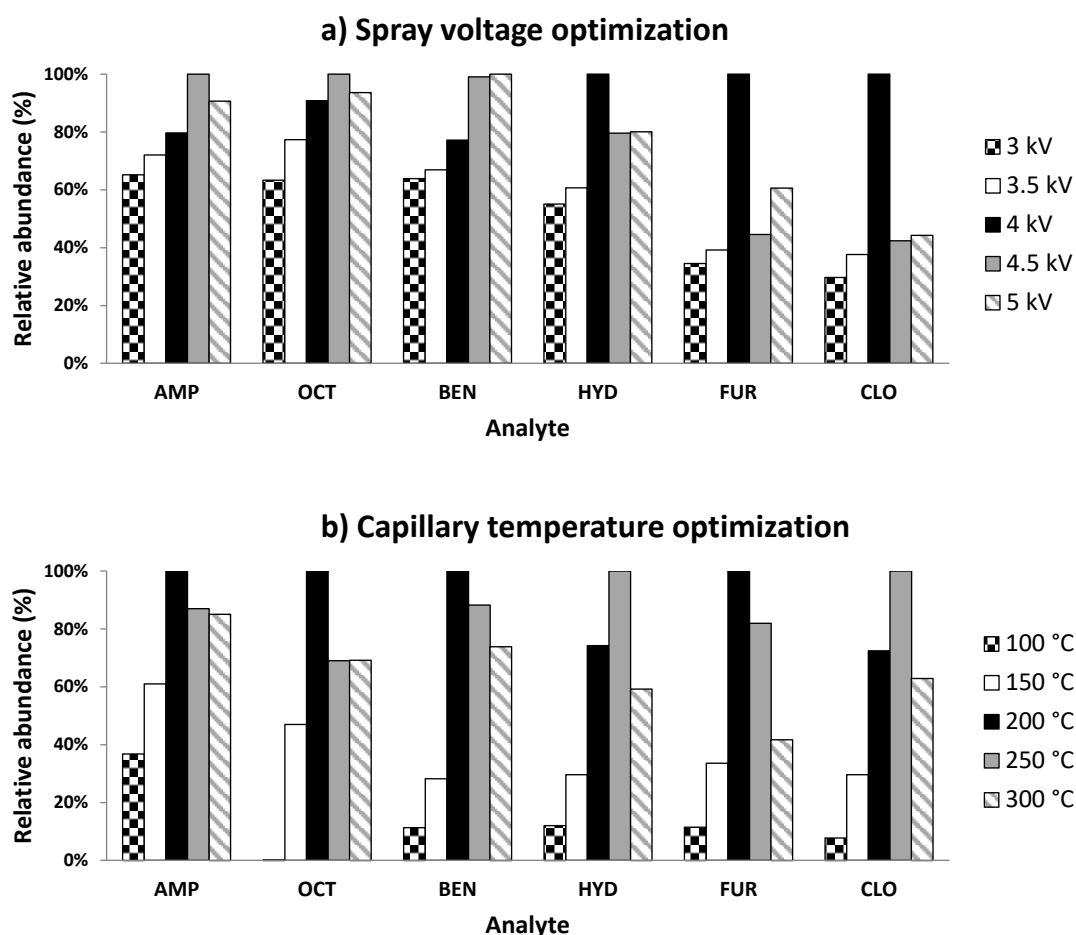 a) Spray voltage optimization
Relative abundance (%)
100%
80%
60%
40%
20%
0%
AMP OCT BEN HYD FUR CLO
Analyte
3 kV
3.5 kV
4 kV
4.5 kV
5 kV
b) Capillary temperature optimization
Relative abundance (%)
100%
80%
60%
40%
20%
0%
AMP OCT BEN HYD FUR CLO
Analyte
100 °C
150 °C
200 °C
250 °C
300 °C